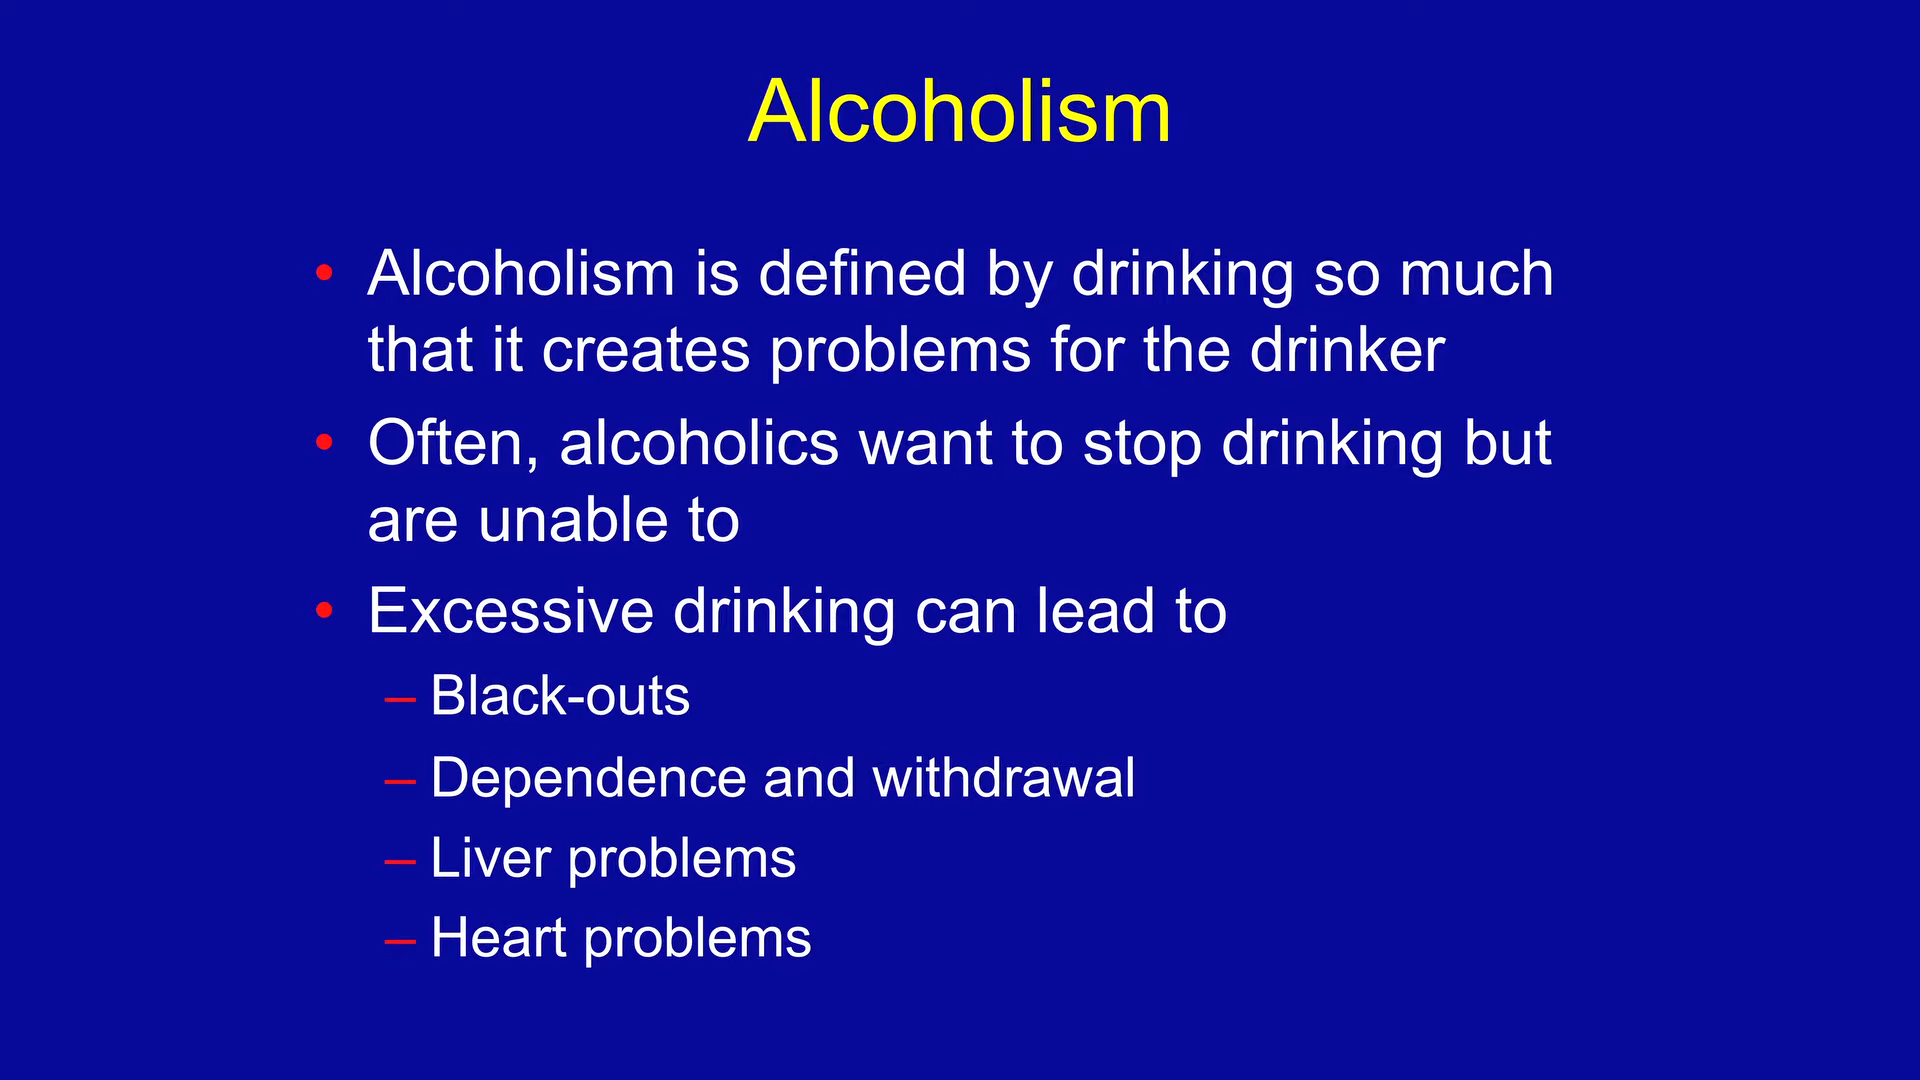 Alcoholism
• Alcoholism is defined by drinking so much
that it creates problems for the drinker
• Often, alcoholics want to stop drinking but
are unable to
• Excessive drinking can lead to
– Black-outs
– Dependence and withdrawal
– Liver problems
– Heart problems